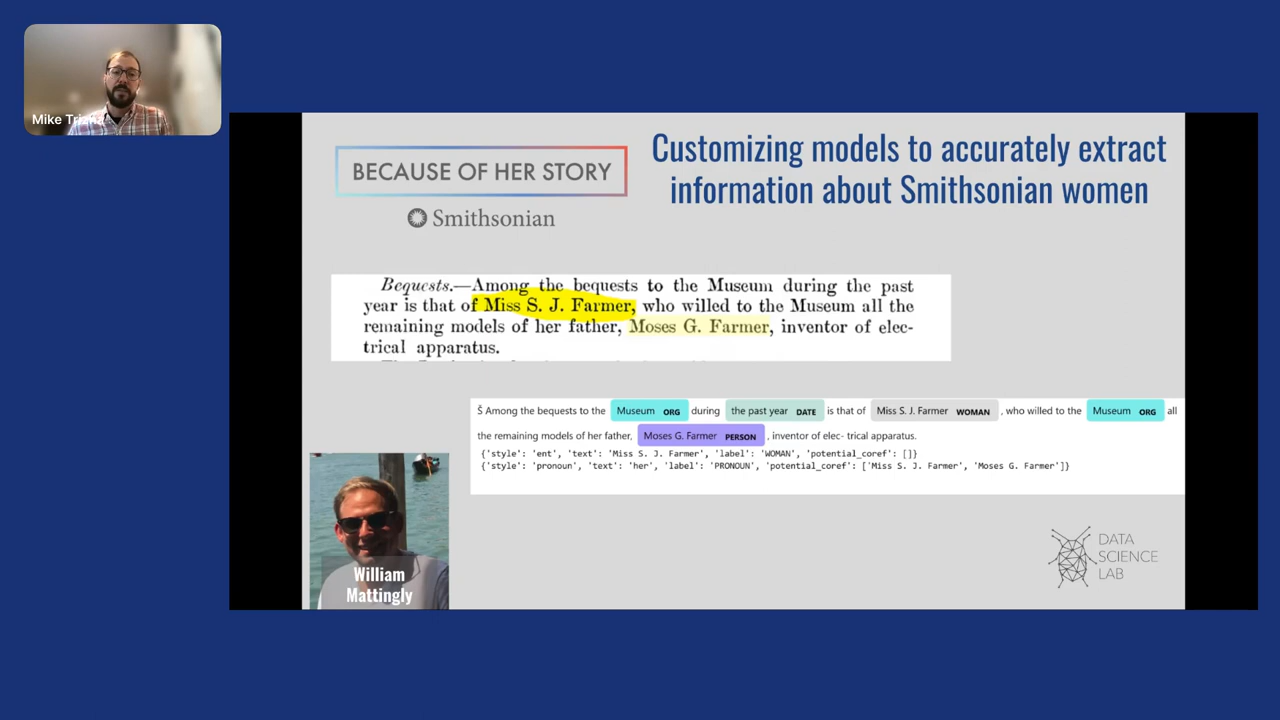 Mike Trizna
BECAUSE OF HER STORY
Smithsonian
Customizing models to accurately extract
information about Smithsonian women
Bequests.—Among the bequests to the Museum during the past
year is that of Miss S. J. Farmer, who willed to the Museum all the
remaining models of her father, Moses G. Farmer, inventor of elec-
trical apparatus.
Š Among the bequests to the Museum ORG during the past year DATE is that of Miss S. J. Farmer WOMAN , who willed to the Museum ORG all
the remaining models of her father, Moses G. Farmer PERSON , inventor of elec- trical apparatus.
{'style': 'ent', 'text': 'Miss S. J. Farmer', 'label': 'WOMAN', 'potential_coref': []}
{'style': 'pronoun', 'text': 'her', 'label': 'PRONOUN', 'potential_coref': ['Miss S. J. Farmer', 'Moses G. Farmer']}
William
Mattingly
DATA
SCIENCE
LAB